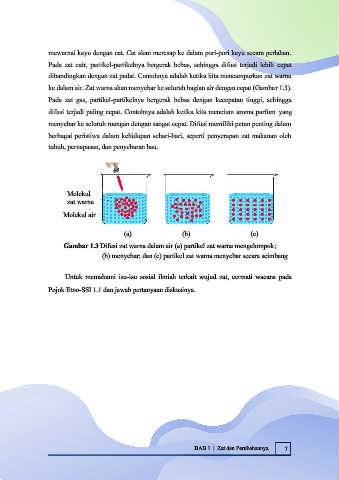 mewarnai kayu dengan cat. Cat akan meresap ke dalam pori-pori kayu secara perlahan.
Pada zat cair, partikel-partikelnya bergerak bebas, sehingga difusi terjadi lebih cepat
dibandingkan dengan zat padat. Contohnya adalah ketika kita mencampurkan zat warna
ke dalam air. Zat warna akan menyebar ke seluruh bagian air dengan cepat (Gambar 1.3).
Pada zat gas, partikel-partikelnya bergerak bebas dengan kecepatan tinggi, sehingga
difusi terjadi paling cepat. Contohnya adalah ketika kita mencium aroma parfum yang
menyebar ke seluruh ruangan dengan sangat cepat. Difusi memiliki peran penting dalam
berbagai peristiwa dalam kehidupan sehari-hari, seperti penyerapan zat makanan oleh
tubuh, pernapasan, dan penyebaran bau.
Molekul
zat warna
Molekul air
(a) (b) (c)
Gambar 1.3 Difusi zat warna dalam air (a) partikel zat warna mengelompok;
(b) menyebar; dan (c) partikel zat warna menyebar secara seimbang
Untuk memahami isu-isu sosial ilmiah terkait wujud zat, cermati wacana pada
Pojok Etno-SSI 1.1 dan jawab pertanyaan diskusinya.
BAB 1 | Zat dan Perubahannya 7